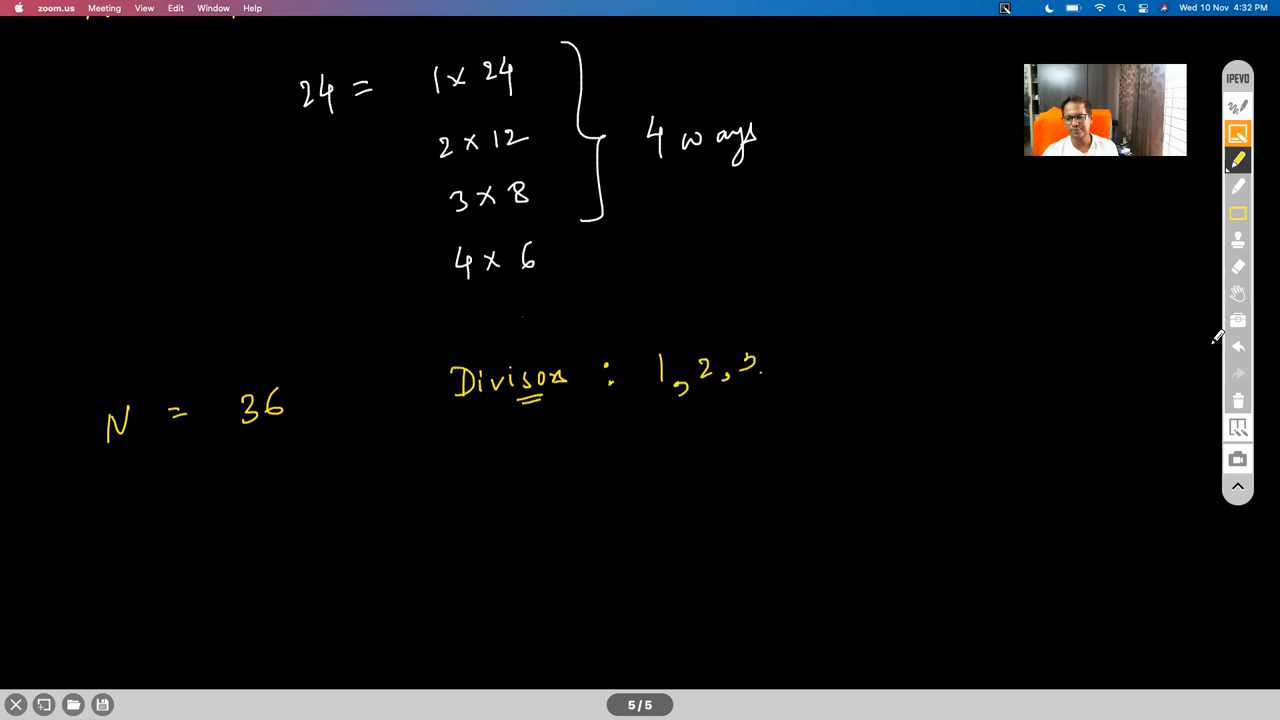 zoom.us Meeting View Edit Window Help Wed 10 Nov 4:32 PM
IPEVO
24 = 1 x 24
2 x 12
3 x 8
4 x 6
4 ways
Divisors : 1, 2, 3
N = 36
5/5